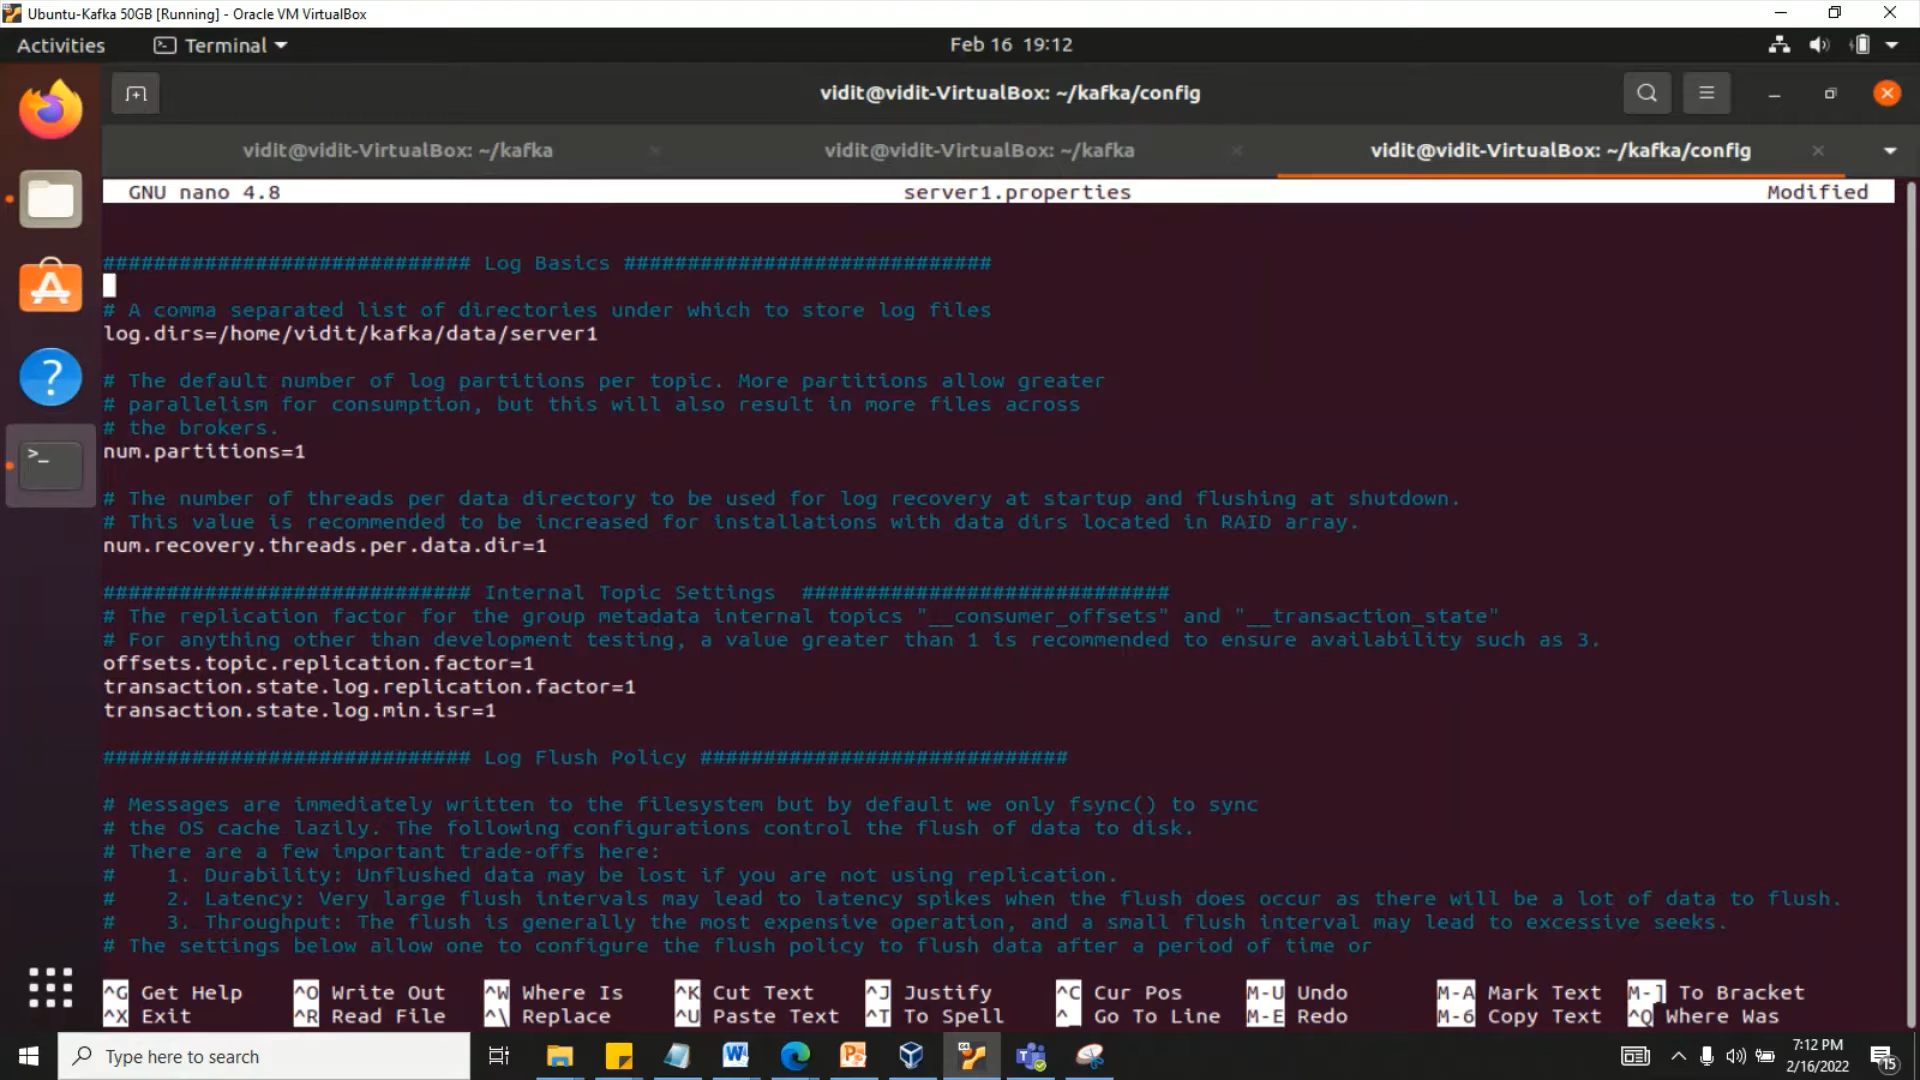 Ubuntu-Kafka 50GB [Running] - Oracle VM VirtualBox
Activities Terminal Feb 16 19:12
vidit@vidit-VirtualBox: ~/kafka/config
vidit@vidit-VirtualBox: ~/kafka vidit@vidit-VirtualBox: ~/kafka vidit@vidit-VirtualBox: ~/kafka/config
GNU nano 4.8 server1.properties Modified
############################# Log Basics #############################
# A comma separated list of directories under which to store log files
log.dirs=/home/vidit/kafka/data/server1
# The default number of log partitions per topic. More partitions allow greater
# parallelism for consumption, but this will also result in more files across
# the brokers.
num.partitions=1
# The number of threads per data directory to be used for log recovery at startup and flushing at shutdown.
# This value is recommended to be increased for installations with data dirs located in RAID array.
num.recovery.threads.per.data.dir=1
############################# Internal Topic Settings  #############################
# The replication factor for the group metadata internal topics "__consumer_offsets" and "__transaction_state"
# For anything other than development testing, a value greater than 1 is recommended to ensure availability such as 3.
offsets.topic.replication.factor=1
transaction.state.log.replication.factor=1
transaction.state.log.min.isr=1
############################# Log Flush Policy #############################
# Messages are immediately written to the filesystem but by default we only fsync() to sync
# the OS cache lazily. The following configurations control the flush of data to disk.
# There are a few important trade-offs here:
#    1. Durability: Unflushed data may be lost if you are not using replication.
#    2. Latency: Very large flush intervals may lead to latency spikes when the flush does occur as there will be a lot of data to flush.
#    3. Throughput: The flush is generally the most expensive operation, and a small flush interval may lead to excessive seeks.
# The settings below allow one to configure the flush policy to flush data after a period of time or
^G Get Help ^O Write Out ^W Where Is ^K Cut Text ^J Justify ^C Cur Pos M-U Undo M-A Mark Text M-] To Bracket
^X Exit ^R Read File ^\ Replace ^U Paste Text ^T To Spell ^_ Go To Line M-E Redo M-6 Copy Text ^Q Where Was
Type here to search
7:12 PM
2/16/2022
15